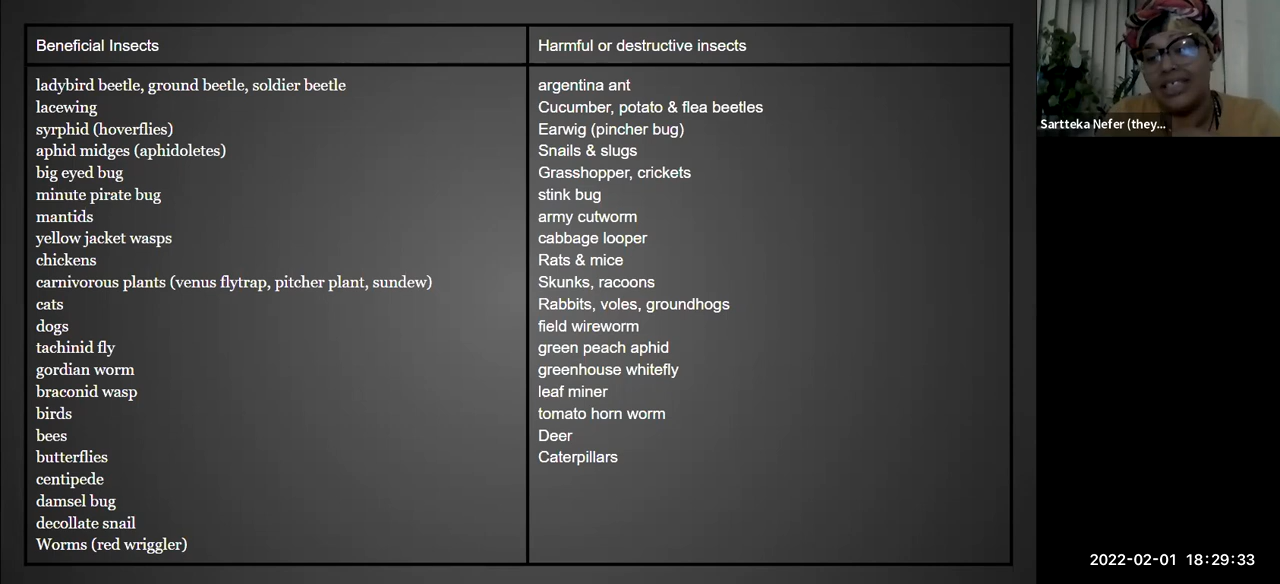 Beneficial Insects
ladybird beetle, ground beetle, soldier beetle
lacewing
syrphid (hoverflies)
aphid midges (aphidoletes)
big eyed bug
minute pirate bug
mantids
yellow jacket wasps
chickens
carnivorous plants (venus flytrap, pitcher plant, sundew)
cats
dogs
tachinid fly
gordian worm
braconid wasp
birds
bees
butterflies
centipede
damsel bug
decollate snail
Worms (red wriggler)
Harmful or destructive insects
argentina ant
Cucumber, potato & flea beetles
Earwig (pincher bug)
Snails & slugs
Grasshopper, crickets
stink bug
army cutworm
cabbage looper
Rats & mice
Skunks, racoons
Rabbits, voles, groundhogs
field wireworm
green peach aphid
greenhouse whitefly
leaf miner
tomato horn worm
Deer
Caterpillars
Sartteka Nefer (they...
2022-02-01 18:29:33